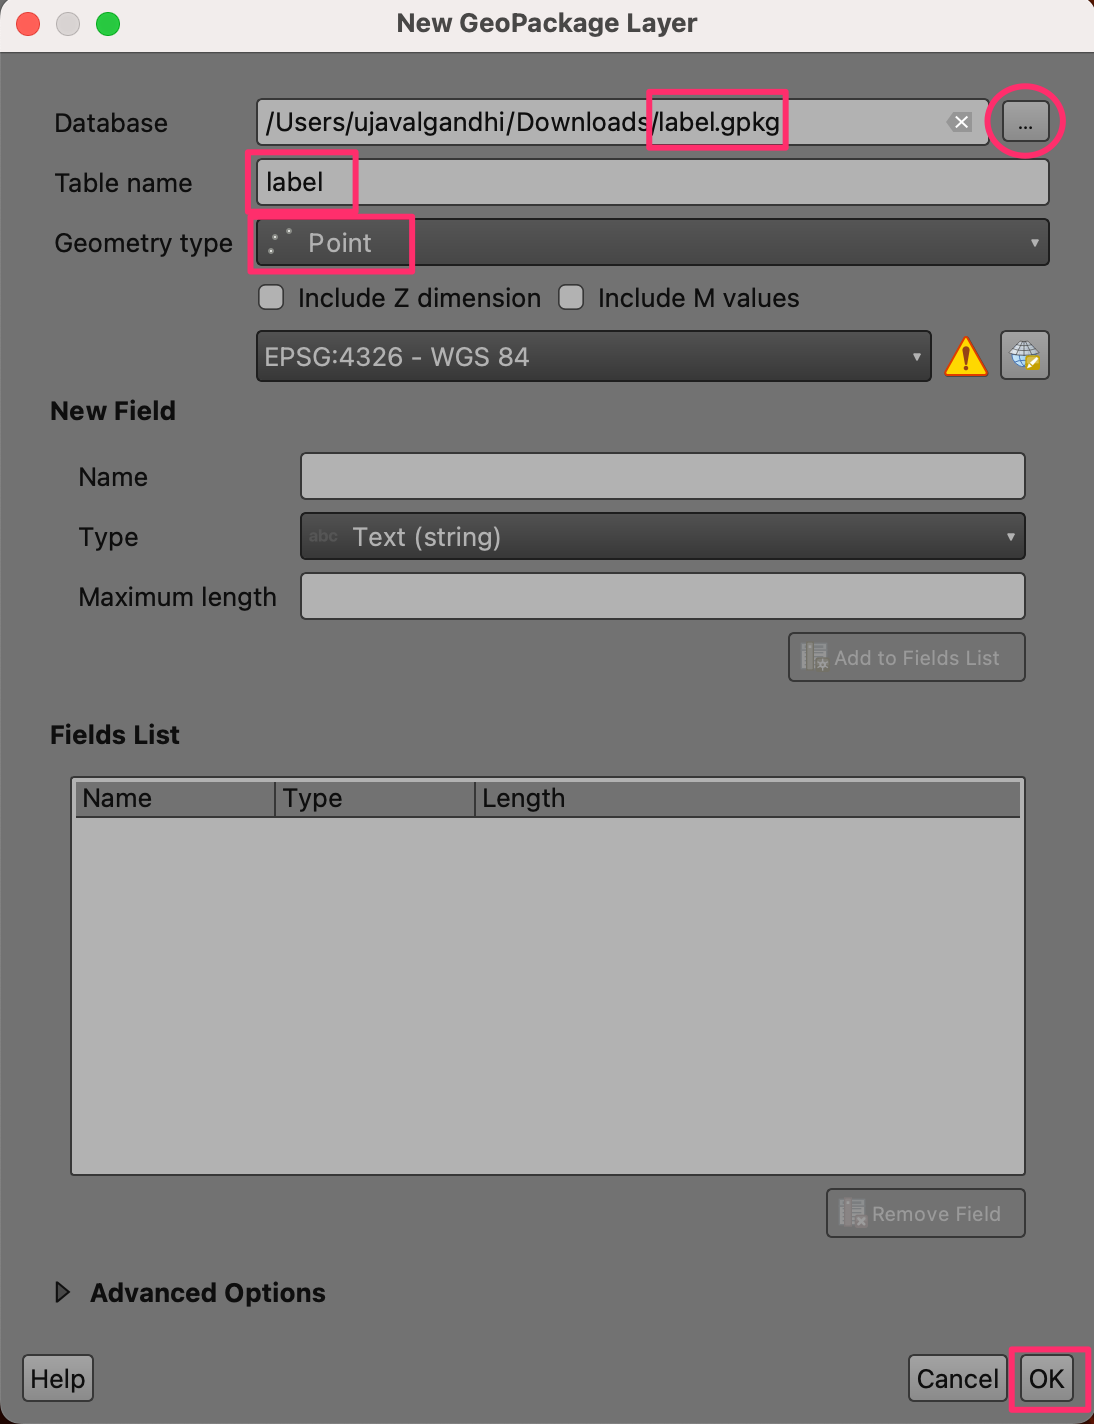 New GeoPackage Layer
Database /Users/ujavalgandhi/Downloads/label.gpkg ...
Table name label
Geometry type Point
Include Z dimension Include M values
EPSG:4326 - WGS 84
New Field
Name
Type abc Text (string)
Maximum length
Add to Fields List
Fields List
Name Type Length
Remove Field
Advanced Options
Help Cancel OK